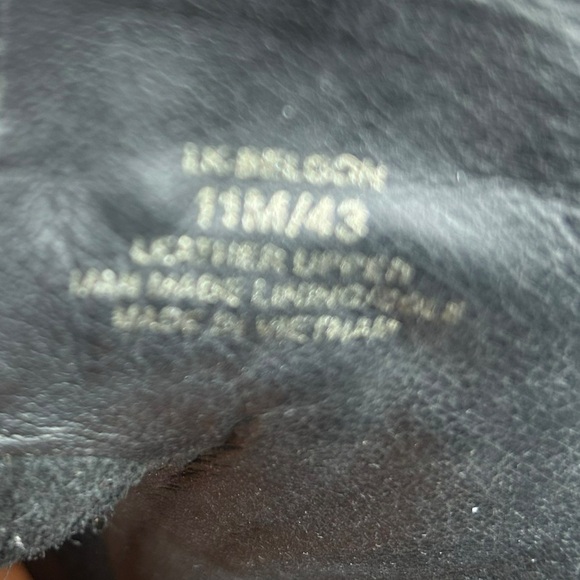 11M/43
LEATHER UPPER
MAN MADE LINING/SOLE
MADE IN VIETNAM